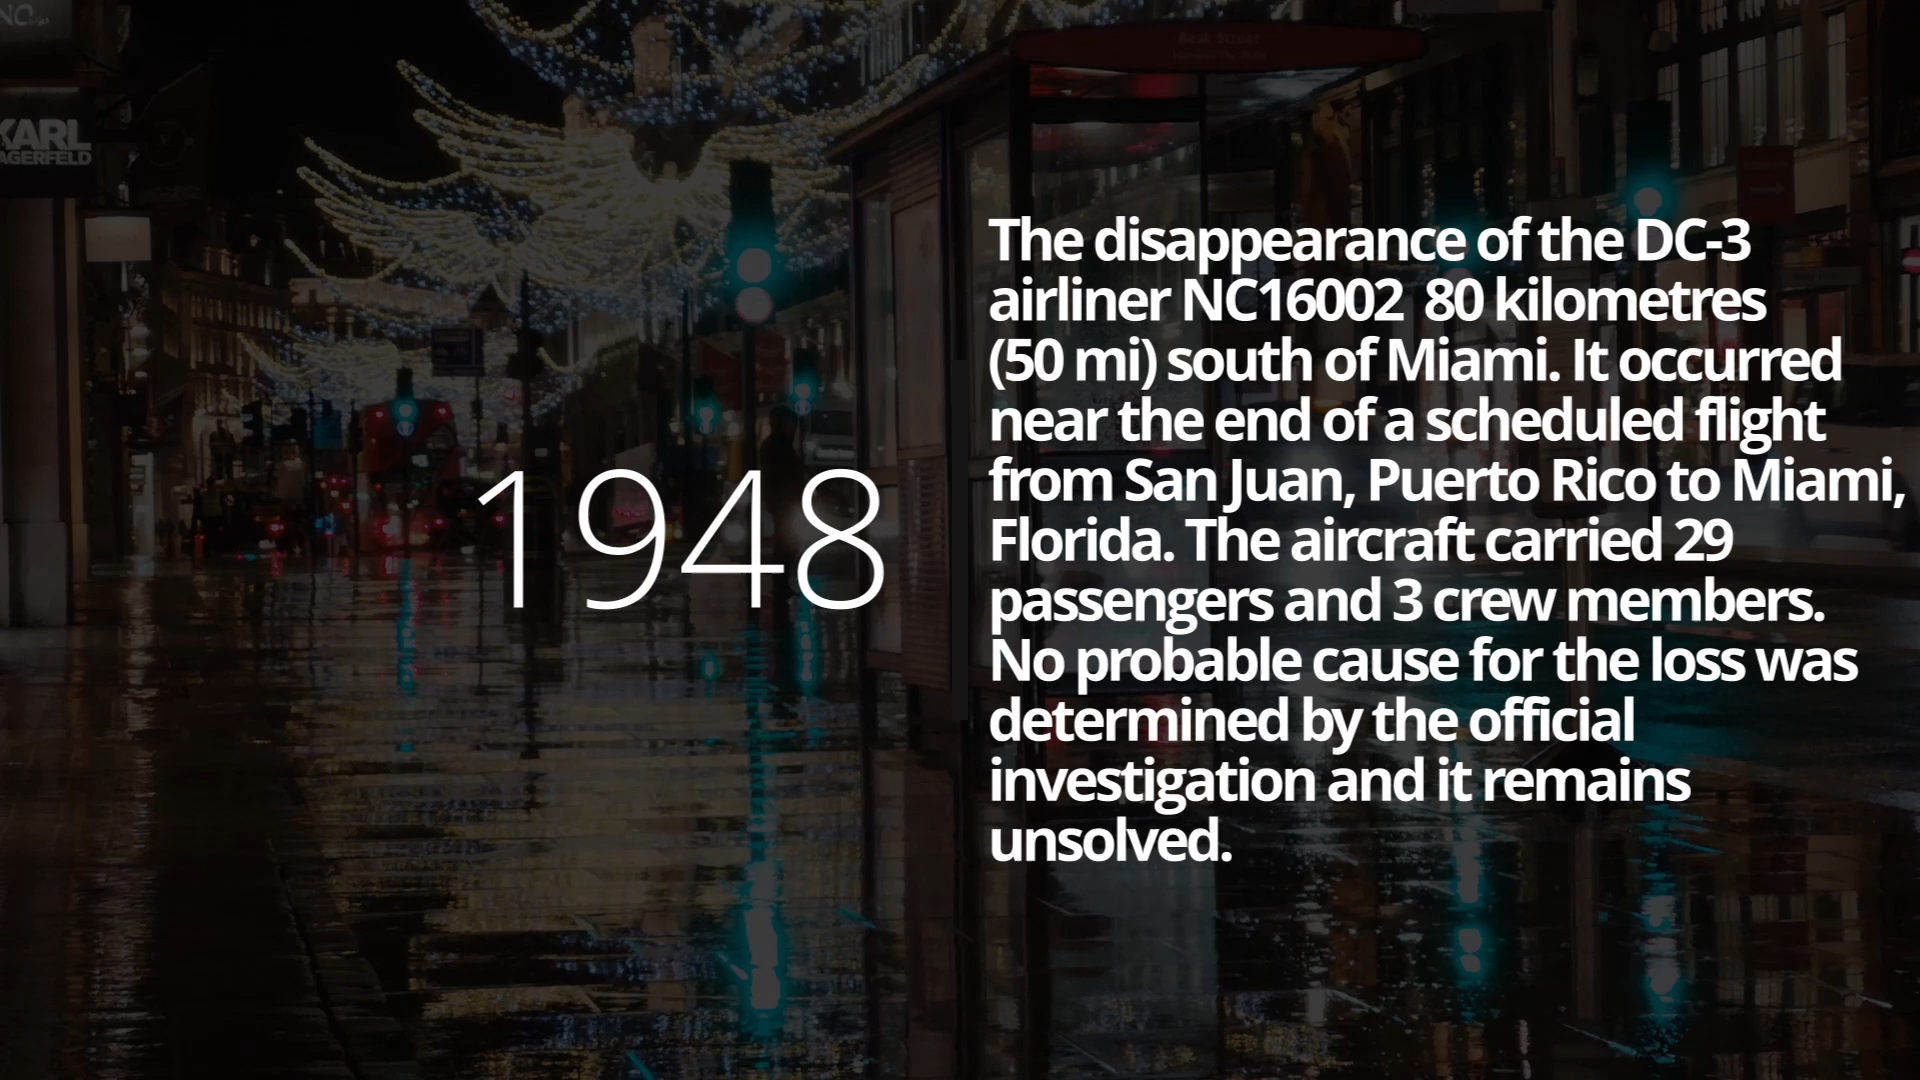 KARL
AGERFELD
1948
The disappearance of the DC-3
airliner NC16002  80 kilometres
(50 mi) south of Miami. It occurred
near the end of a scheduled flight
from San Juan, Puerto Rico to Miami,
Florida. The aircraft carried 29
passengers and 3 crew members.
No probable cause for the loss was
determined by the official
investigation and it remains
unsolved.